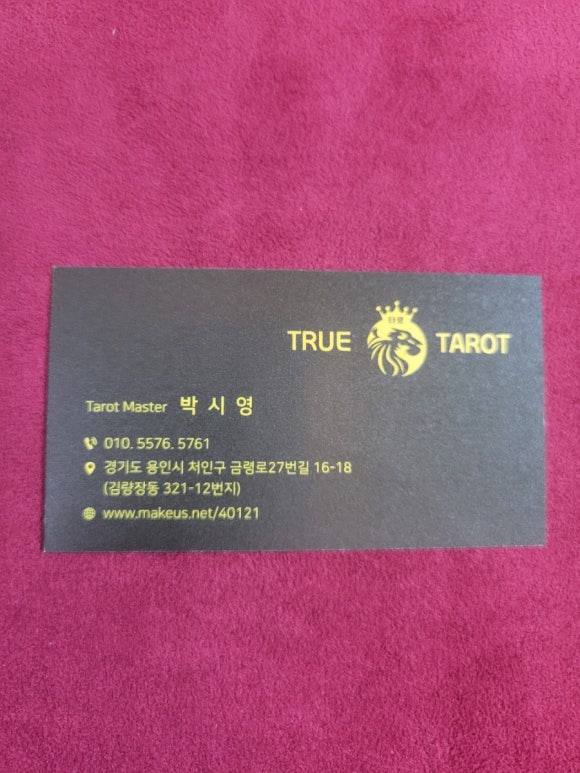 TRUE 타로 TAROT
Tarot Master 박 시 영
010. 5576. 5761
경기도 용인시 처인구 금령로27번길 16-18
(김량장동 321-12번지)
www.makeus.net/40121